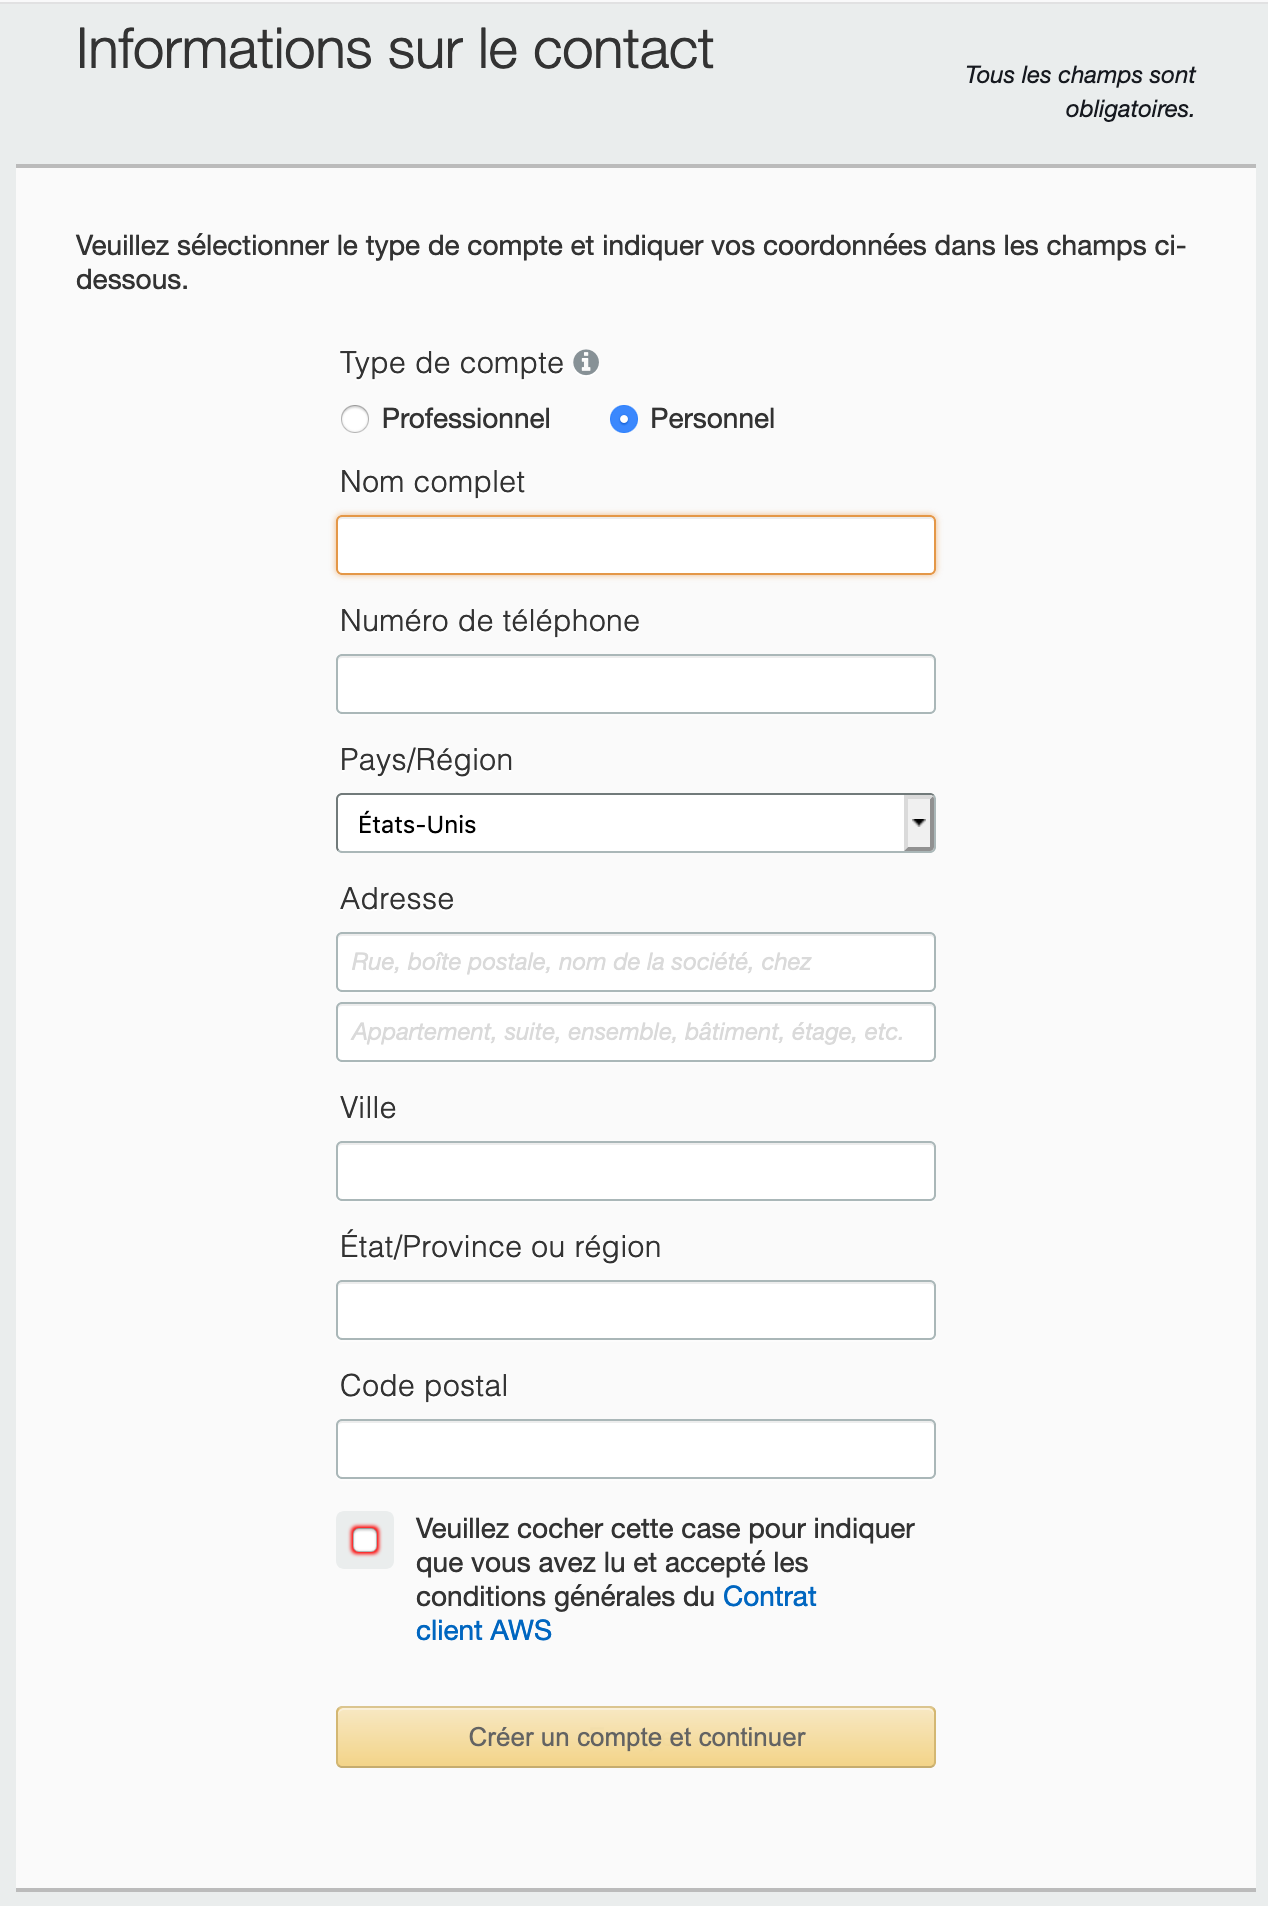 Informations sur le contact
Tous les champs sont
obligatoires.
Veuillez sélectionner le type de compte et indiquer vos coordonnées dans les champs ci-
dessous.
Type de compte
Professionnel
Personnel
Nom complet
Numéro de téléphone
Pays/Région
États-Unis
Adresse
Rue, boîte postale, nom de la société, chez
Appartement, suite, ensemble, bâtiment, étage, etc.
Ville
État/Province ou région
Code postal
Veuillez cocher cette case pour indiquer
que vous avez lu et accepté les
conditions générales du Contrat
client AWS
Créer un compte et continuer